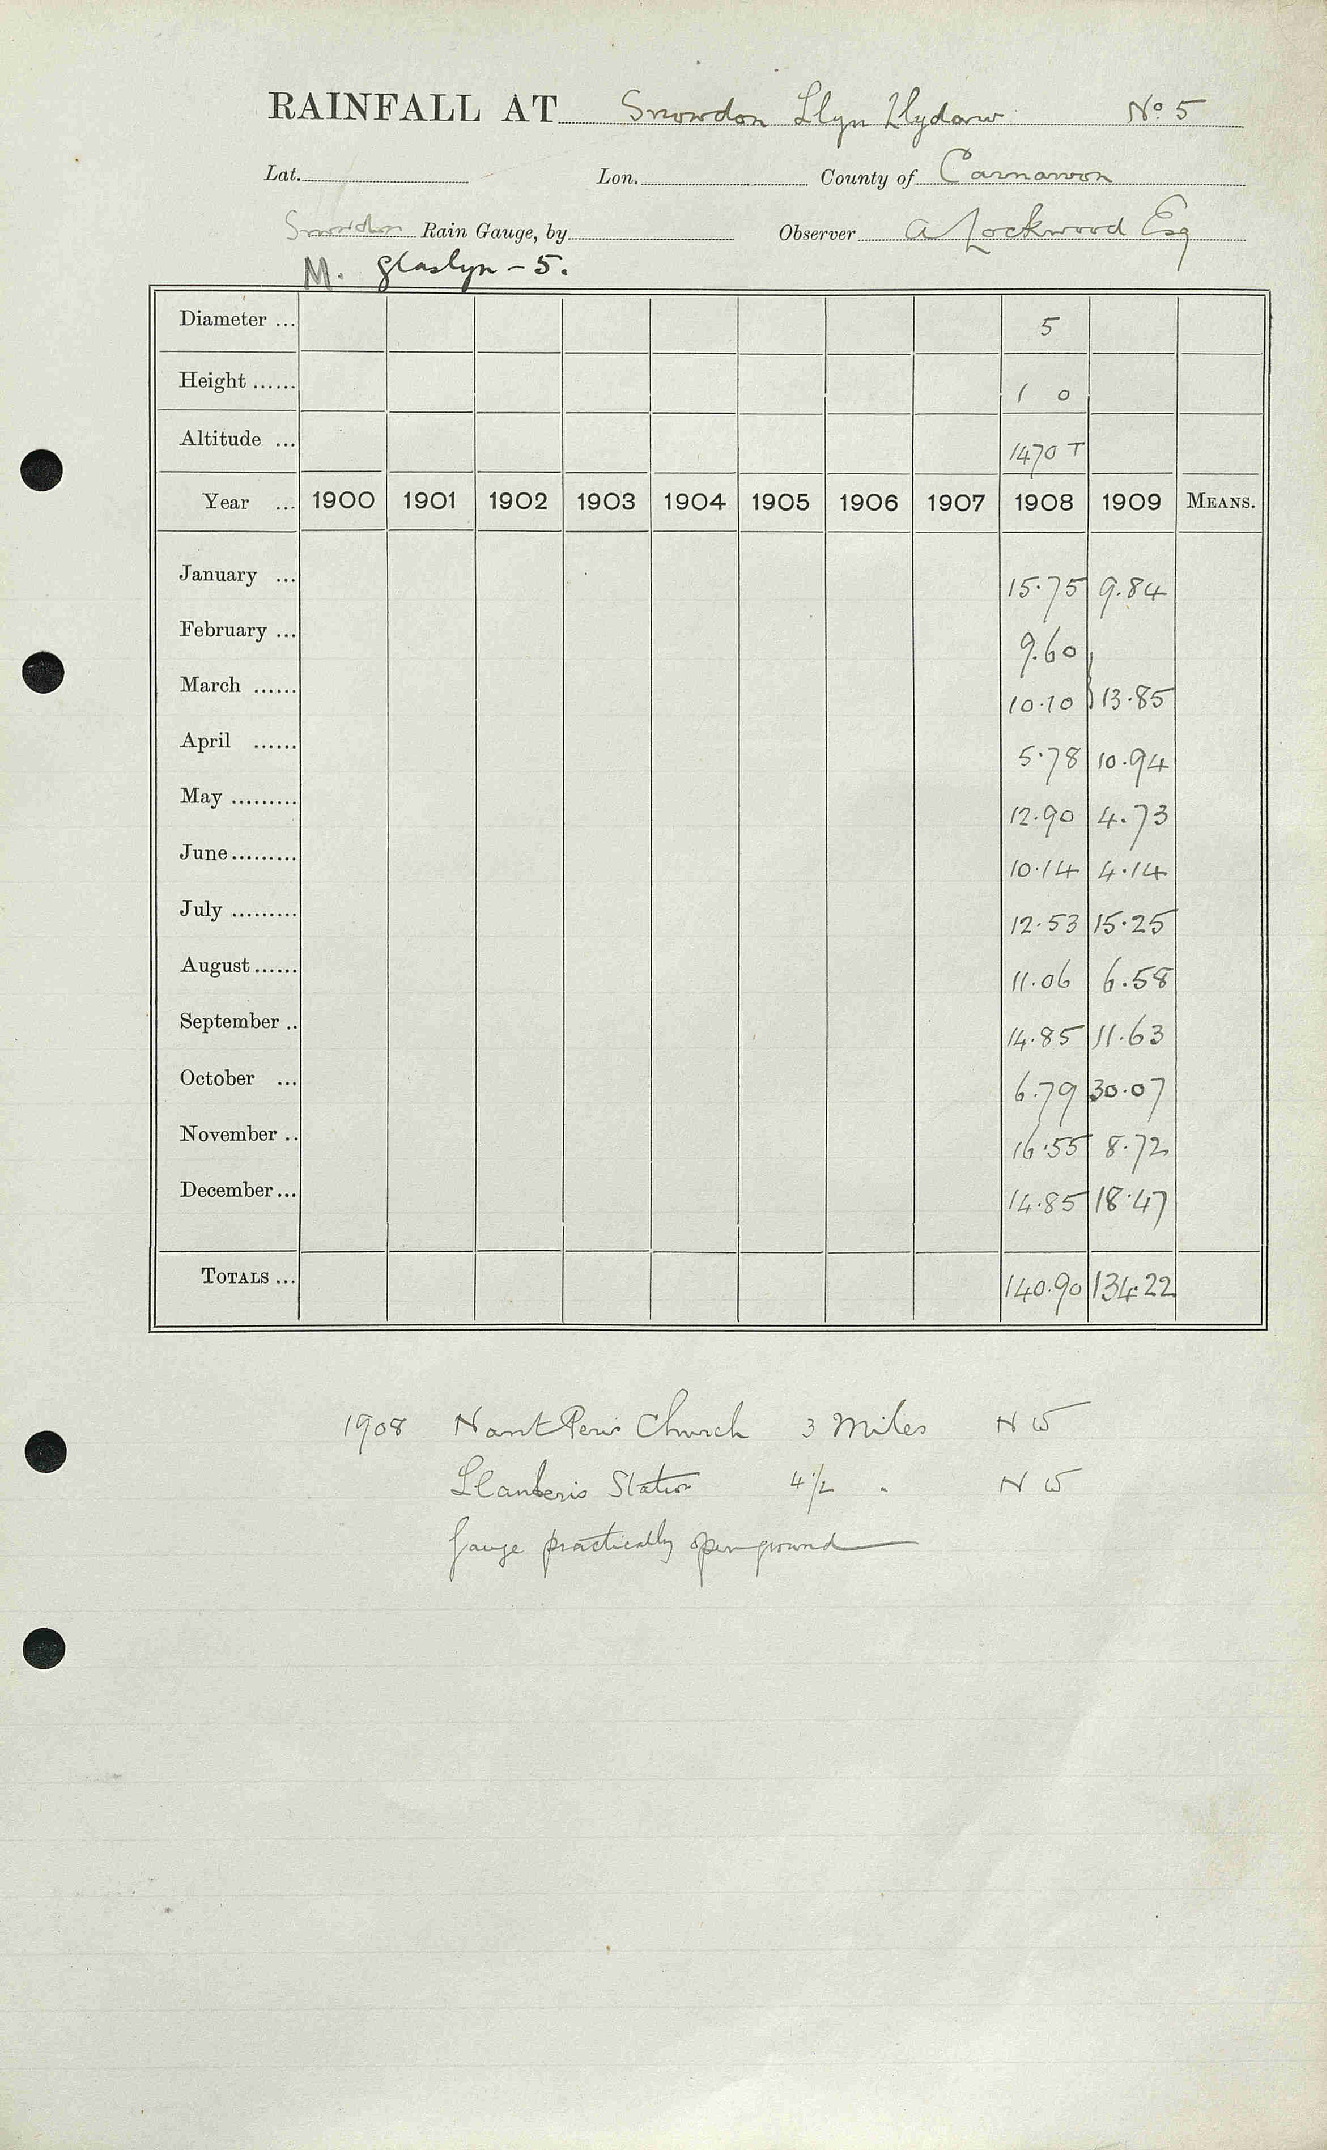 RAINFALL AT Snowdon Llyn Llydaw No 5
Lat. Lon. County of Carnarvon
Snowdon Rain Gauge, by Observer A Lockwood Esq
M. Glaslyn - 5.
Diameter ... 5
Height ...... 1 0
Altitude ... 1470 T
Year ... 1900 1901 1902 1903 1904 1905 1906 1907 1908 1909 MEANS.
January ... 15.75 9.84
February ... 9.60
March ...... 10.10 } 13.85
April ...... 5.78 10.94
May ......... 12.90 4.73
June ......... 10.14 4.14
July ......... 12.53 15.25
August ...... 11.06 6.58
September .. 14.85 11.63
October ... 6.79 30.07
November .. 16.55 8.72
December ... 14.85 18.47
TOTALS ... 140.90 134.22
1908 Nant Peris Church 3 Miles N W
Llanberis Station 4 1/2 " N W
Gauge practically open ground